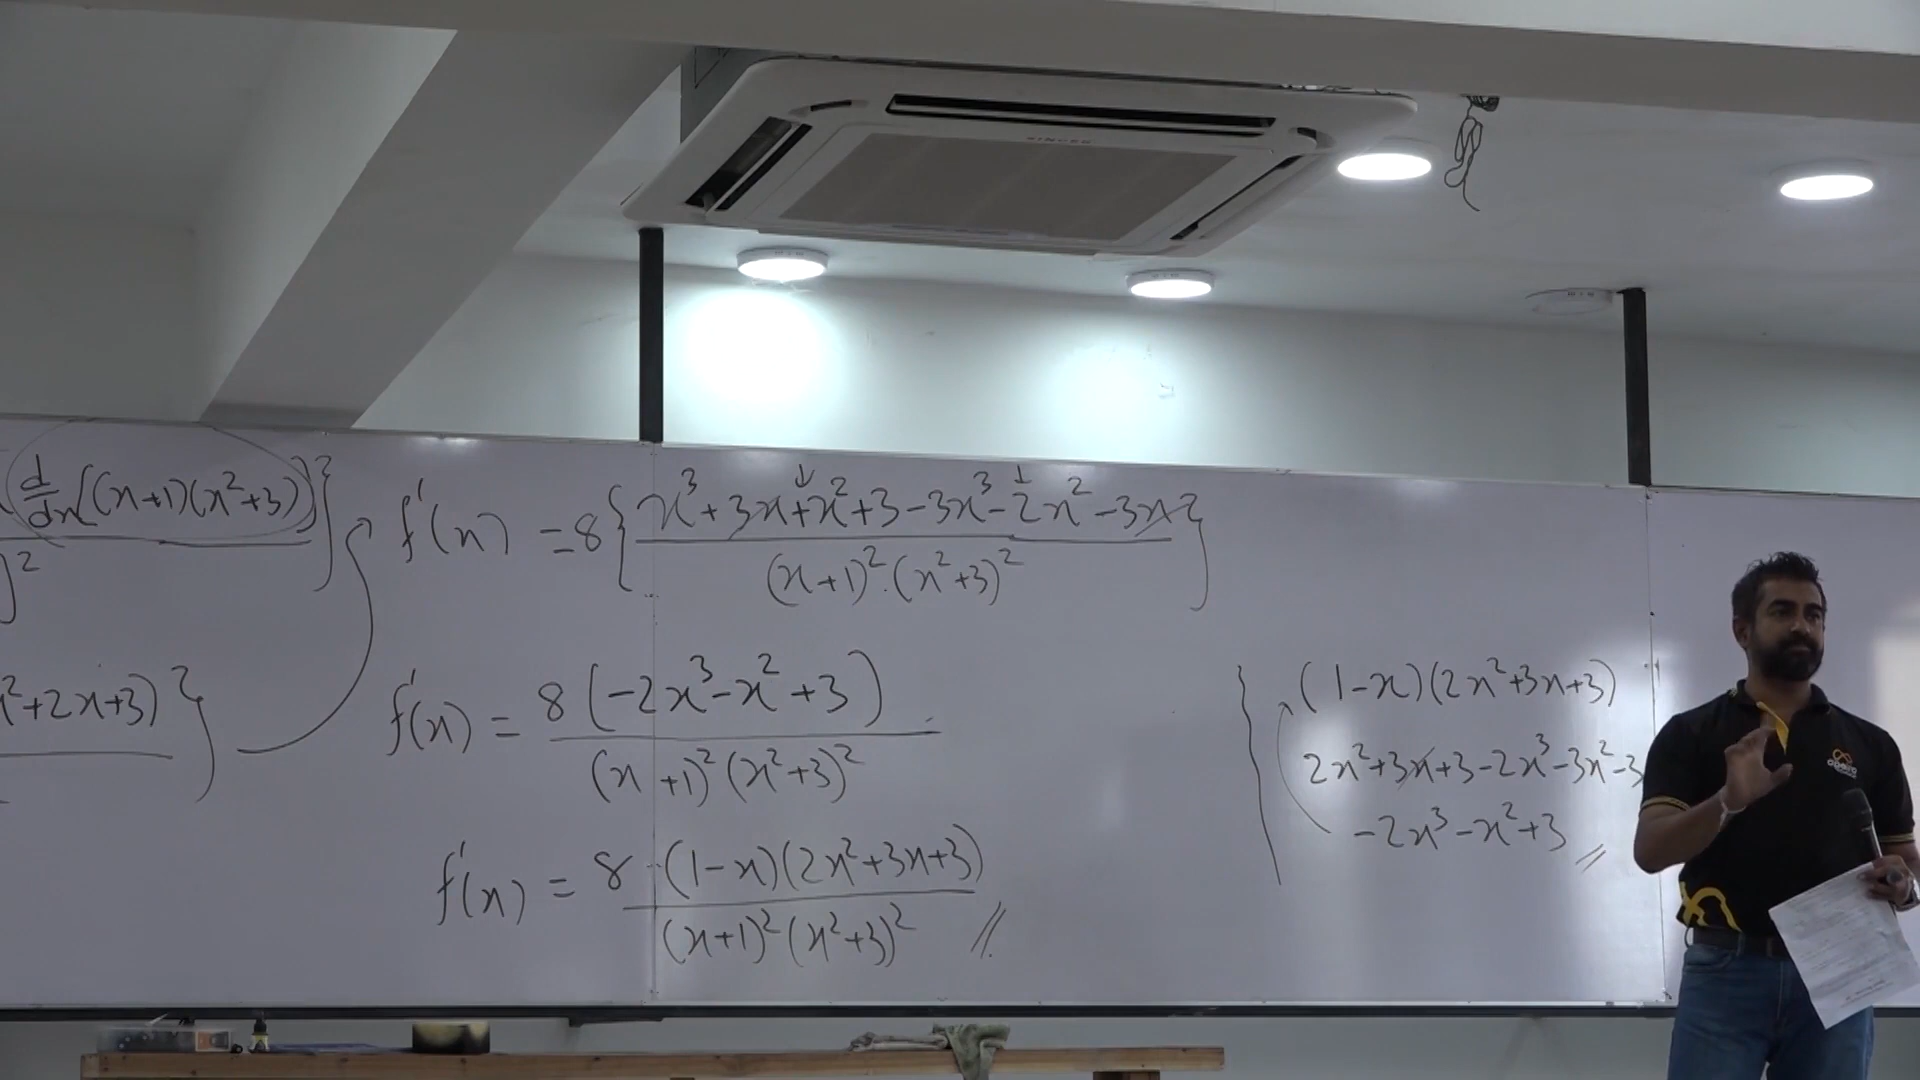 d/dx[(x+1)(x²+3)]}
]²
x²+2x+3)}
f'(x) = 8{(x³+3x+x²+3-3x³-2x²-3x)/((x+1)².(x²+3)²)}
f'(x) = 8(-2x³-x²+3)/((x+1)²(x²+3)²)
f'(x) = 8(1-x)(2x²+3x+3)/((x+1)²(x²+3)²) //
(1-x)(2x²+3x+3)
2x²+3x+3-2x³-3x²-3
-2x³-x²+3 //
SINGER